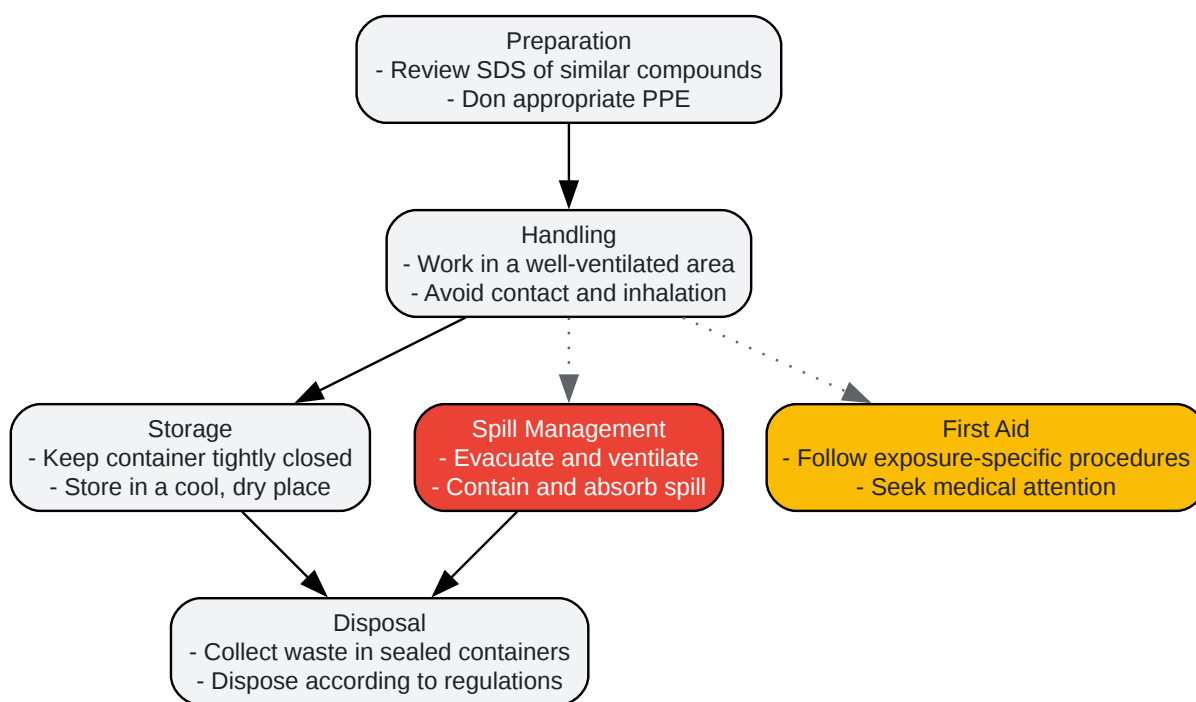 Preparation
- Review SDS of similar compounds
- Don appropriate PPE
Handling
- Work in a well-ventilated area
- Avoid contact and inhalation
Storage
- Keep container tightly closed
- Store in a cool, dry place
Spill Management
- Evacuate and ventilate
- Contain and absorb spill
First Aid
- Follow exposure-specific procedures
- Seek medical attention
Disposal
- Collect waste in sealed containers
- Dispose according to regulations